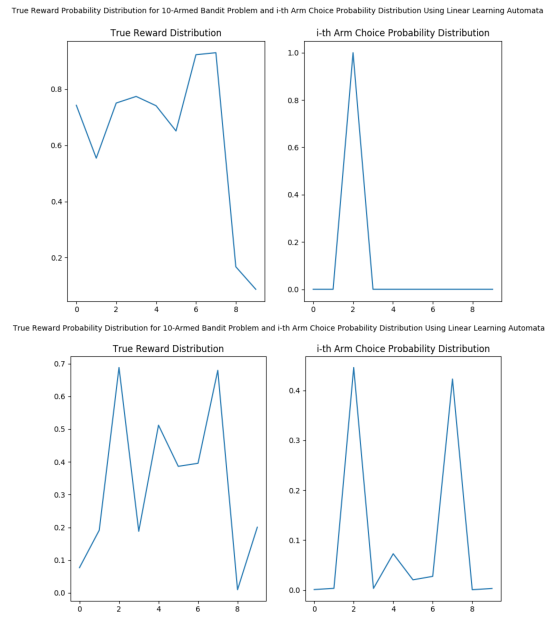 True Reward Probability Distribution for 10-Armed Bandit Problem and i-th Arm Choice Probability Distribution Using Linear Learning Automata
True Reward Distribution
i-th Arm Choice Probability Distribution
0.8
0.6
0.4
0.2
0 2 4 6 8
1.0
0.8
0.6
0.4
0.2
0.0
0 2 4 6 8
True Reward Probability Distribution for 10-Armed Bandit Problem and i-th Arm Choice Probability Distribution Using Linear Learning Automata
True Reward Distribution
i-th Arm Choice Probability Distribution
0.7
0.6
0.5
0.4
0.3
0.2
0.1
0.0
0 2 4 6 8
0.4
0.3
0.2
0.1
0.0
0 2 4 6 8